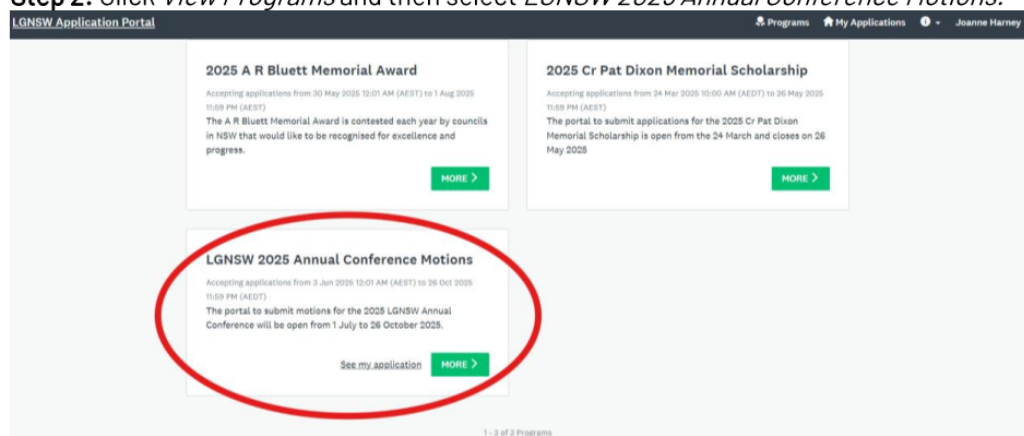 Step 2: Click View Programs and then select LGNSW 2025 Annual Conference Motions.
LGNSW Application Portal
Programs My Applications Joanne Harney
2025 A R Bluett Memorial Award
Accepting applications from 30 May 2025 12:01 AM (AEST) to 1 Aug 2025
11:59 PM (AEST)
The A R Bluett Memorial Award is contested each year by councils
in NSW that would like to be recognised for excellence and
progress.
MORE >
2025 Cr Pat Dixon Memorial Scholarship
Accepting applications from 24 Mar 2025 10:00 AM (AEDT) to 26 May 2025
11:59 PM (AEST)
The portal to submit applications for the 2025 Cr Pat Dixon
Memorial Scholarship is open from the 24 March and closes on 26
May 2025
MORE >
LGNSW 2025 Annual Conference Motions
Accepting applications from 3 Jun 2025 12:01 AM (AEST) to 26 Oct 2025
11:59 PM (AEDT)
The portal to submit motions for the 2025 LGNSW Annual
Conference will be open from 1 July to 26 October 2025.
See my application MORE >
1 - 3 of 3 Programs